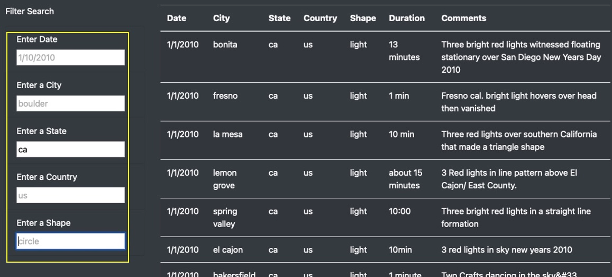 Filter Search
Enter Date
1/10/2010
Enter a City
boulder
Enter a State
ca
Enter a Country
us
Enter a Shape
circle
Date City State Country Shape Duration Comments
1/1/2010 bonita ca us light 13 minutes Three bright red lights witnessed floating
stationary over San Diego New Years Day
2010
1/1/2010 fresno ca us light 1 min Fresno cal. bright light hovers over head
then vanished
1/1/2010 la mesa ca us light 10 min Three red lights over southern California
that made a triangle shape
1/1/2010 lemon grove ca us light about 15 minutes 3 Red lights in line pattern above El
Cajon/ East County.
1/1/2010 spring valley ca us light 10:00 Three bright red lights in a straight line
formation
1/1/2010 el cajon ca us light 10min 3 red lights in sky new years 2010
1/1/2010 bakersfield ca us light 1 minute Two Crafts dancing in the sky&#33